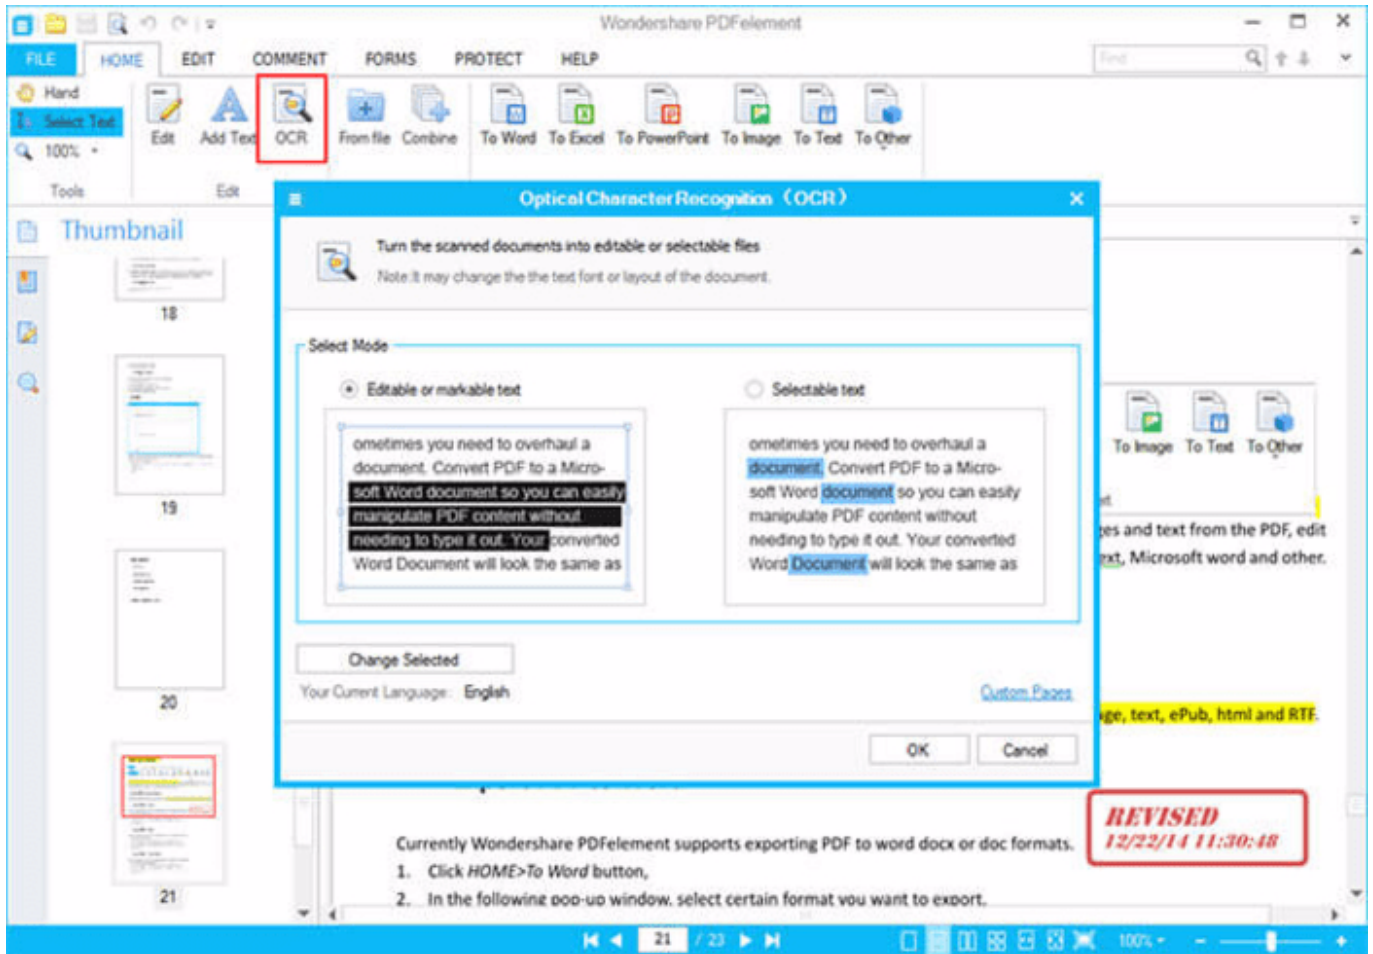 Wondershare PDFelement
FILE HOME EDIT COMMENT FORMS PROTECT HELP
Find
Hand
Select Text
100%
Edit Add Text OCR From file Combine To Word To Excel To PowerPoint To Image To Text To Other
Tools Edit
Thumbnail
18
19
20
21
Optical Character Recognition (OCR)
Turn the scanned documents into editable or selectable files
Note:It may change the the text font or layout of the document.
Select Mode
Editable or markable text
ometimes you need to overhaul a
document. Convert PDF to a Micro-
soft Word document so you can easily
manipulate PDF content without
needing to type it out. Your converted
Word Document will look the same as
Selectable text
ometimes you need to overhaul a
document. Convert PDF to a Micro-
soft Word document so you can easily
manipulate PDF content without
needing to type it out. Your converted
Word Document will look the same as
Change Selected
Your Current Language: English
Custom Pages
OK Cancel
To Image To Text To Other
and text from the PDF, edit
Microsoft word and other.
text, ePub, html and RTF.
REVISED
12/22/14 11:30:48
Currently Wondershare PDFelement supports exporting PDF to word docx or doc formats.
1. Click HOME>To Word button,
2. In the following pop-up window, select certain format you want to export.
21 / 23
100%